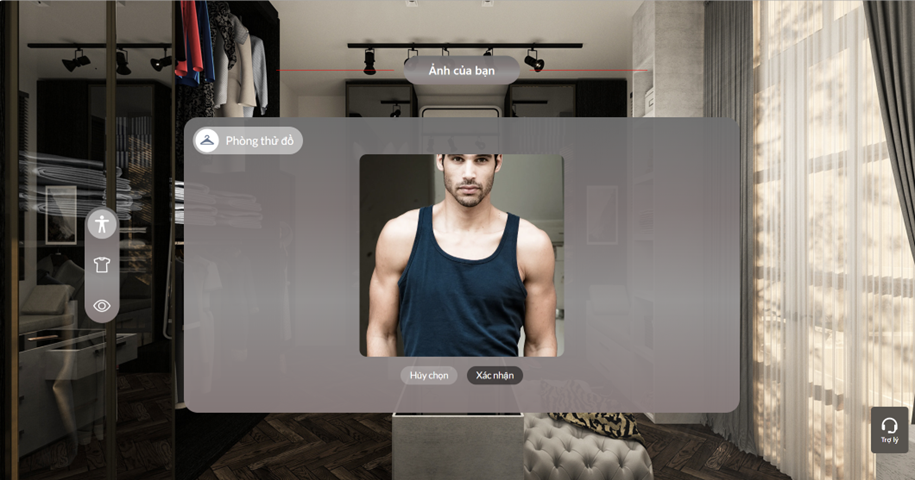 Ảnh của bạn
Phòng thử đồ
Hủy chọn
Xác nhận
Trợ lý